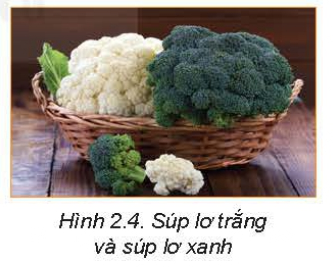 Hình 2.4. Súp lơ trắng
và súp lơ xanh